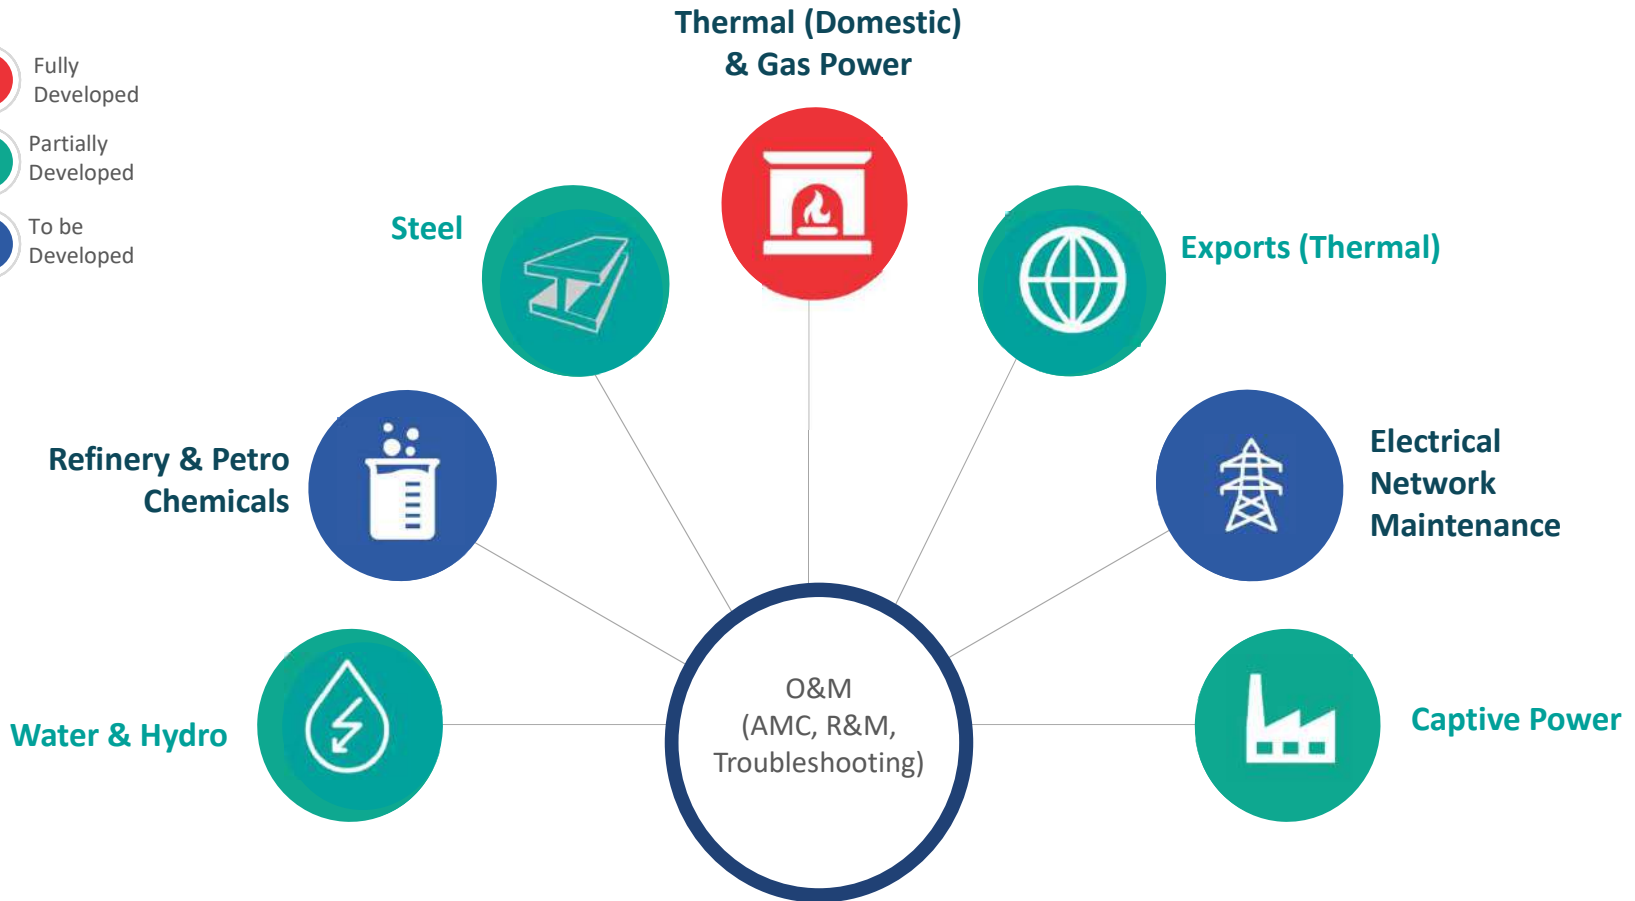 Thermal (Domestic)
& Gas Power
Fully
Developed
Partially
Developed
To be
Developed
Steel
Exports (Thermal)
Refinery & Petro
Chemicals
Electrical
Network
Maintenance
Water & Hydro
O&M
(AMC, R&M,
Troubleshooting)
Captive Power